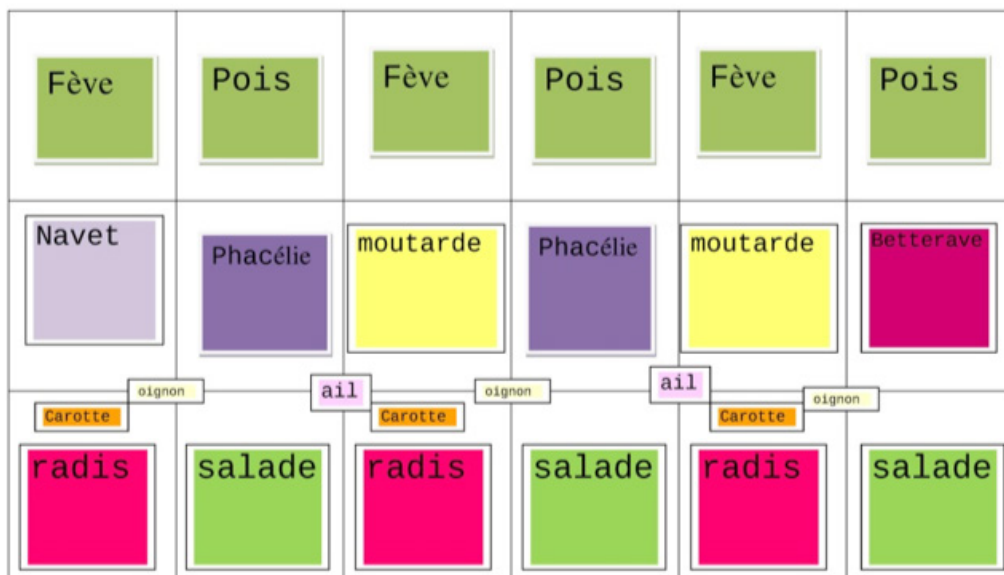 Fève
Pois
Fève
Pois
Fève
Pois
Navet
Phacélie
moutarde
Phacélie
moutarde
Betterave
oignon
ail
oignon
ail
oignon
Carotte
Carotte
Carotte
radis
salade
radis
salade
radis
salade